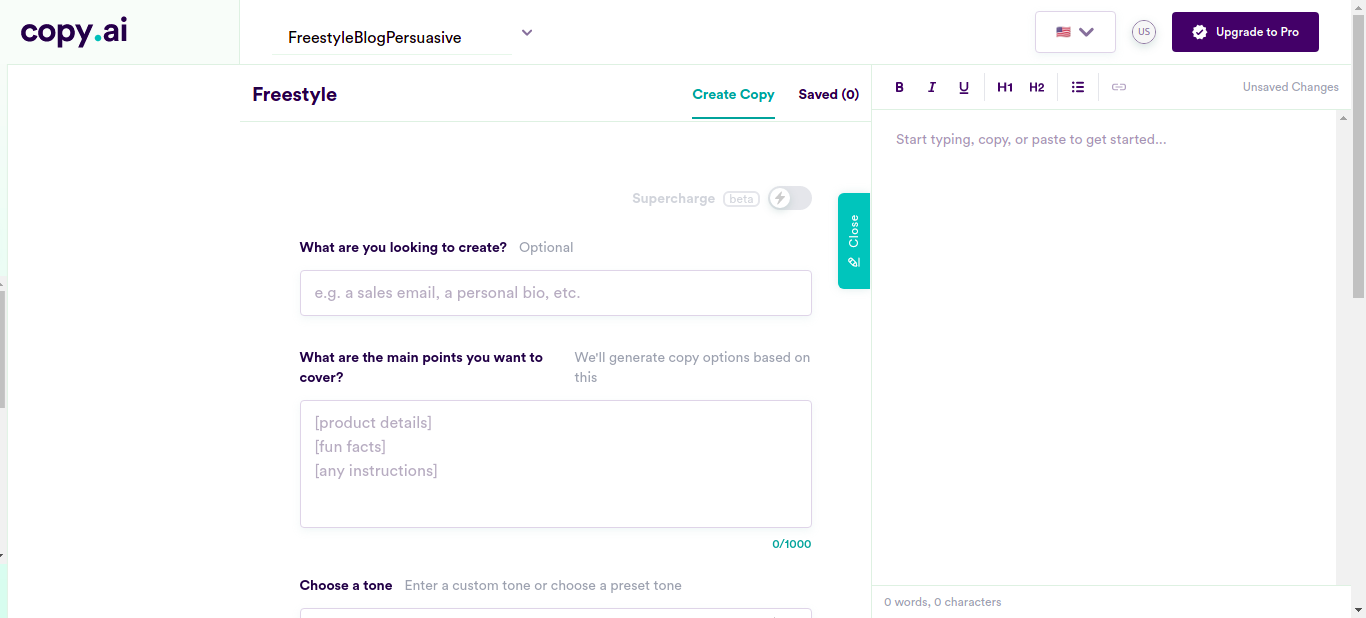 copy.ai
FreestyleBlogPersuasive
US
Upgrade to Pro
Freestyle
Create Copy
Saved (0)
B I U H1 H2
Unsaved Changes
Start typing, copy, or paste to get started...
Supercharge beta
Close
What are you looking to create? Optional
e.g. a sales email, a personal bio, etc.
What are the main points you want to
cover?
We'll generate copy options based on
this
[product details]
[fun facts]
[any instructions]
0/1000
Choose a tone Enter a custom tone or choose a preset tone
0 words, 0 characters